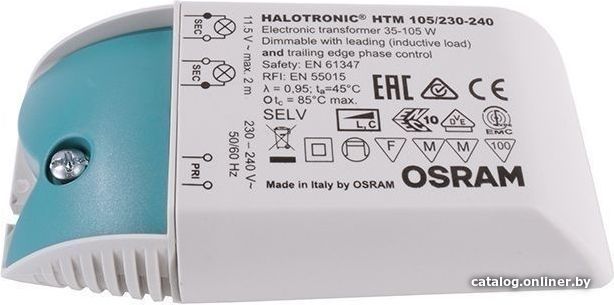 HALOTRONIC® HTM 105/230-240
Electronic transformer 35-105 W
Dimmable with leading (inductive load)
and trailing edge phase control
Safety: EN 61347
RFI: EN 55015
λ = 0,95; ta=45°C
tc = 85°C max.
SELV
EAC CE
L,C
10
DVE
EMC
F M M 100
Made in Italy by OSRAM
OSRAM
SEC
SEC
11.5 V~ max. 2 m
PRI
230 – 240 V~
50/60 Hz
catalog.onliner.by